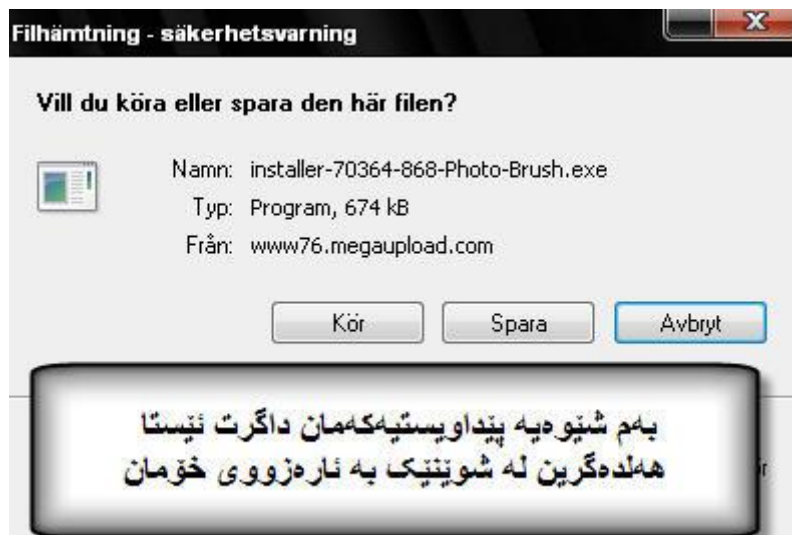 Filhämtning - säkerhetsvarning
Vill du köra eller spara den här filen?
Namn: installer-70364-868-Photo-Brush.exe
Typ: Program, 674 kB
Från: www76.megaupload.com
Kör Spara Avbryt
بەم شێوەیە پێداویستیەکەمان داگرت ئێستا
هەلدەگرین لە شوێنێک بە ئارەزووی خۆمان